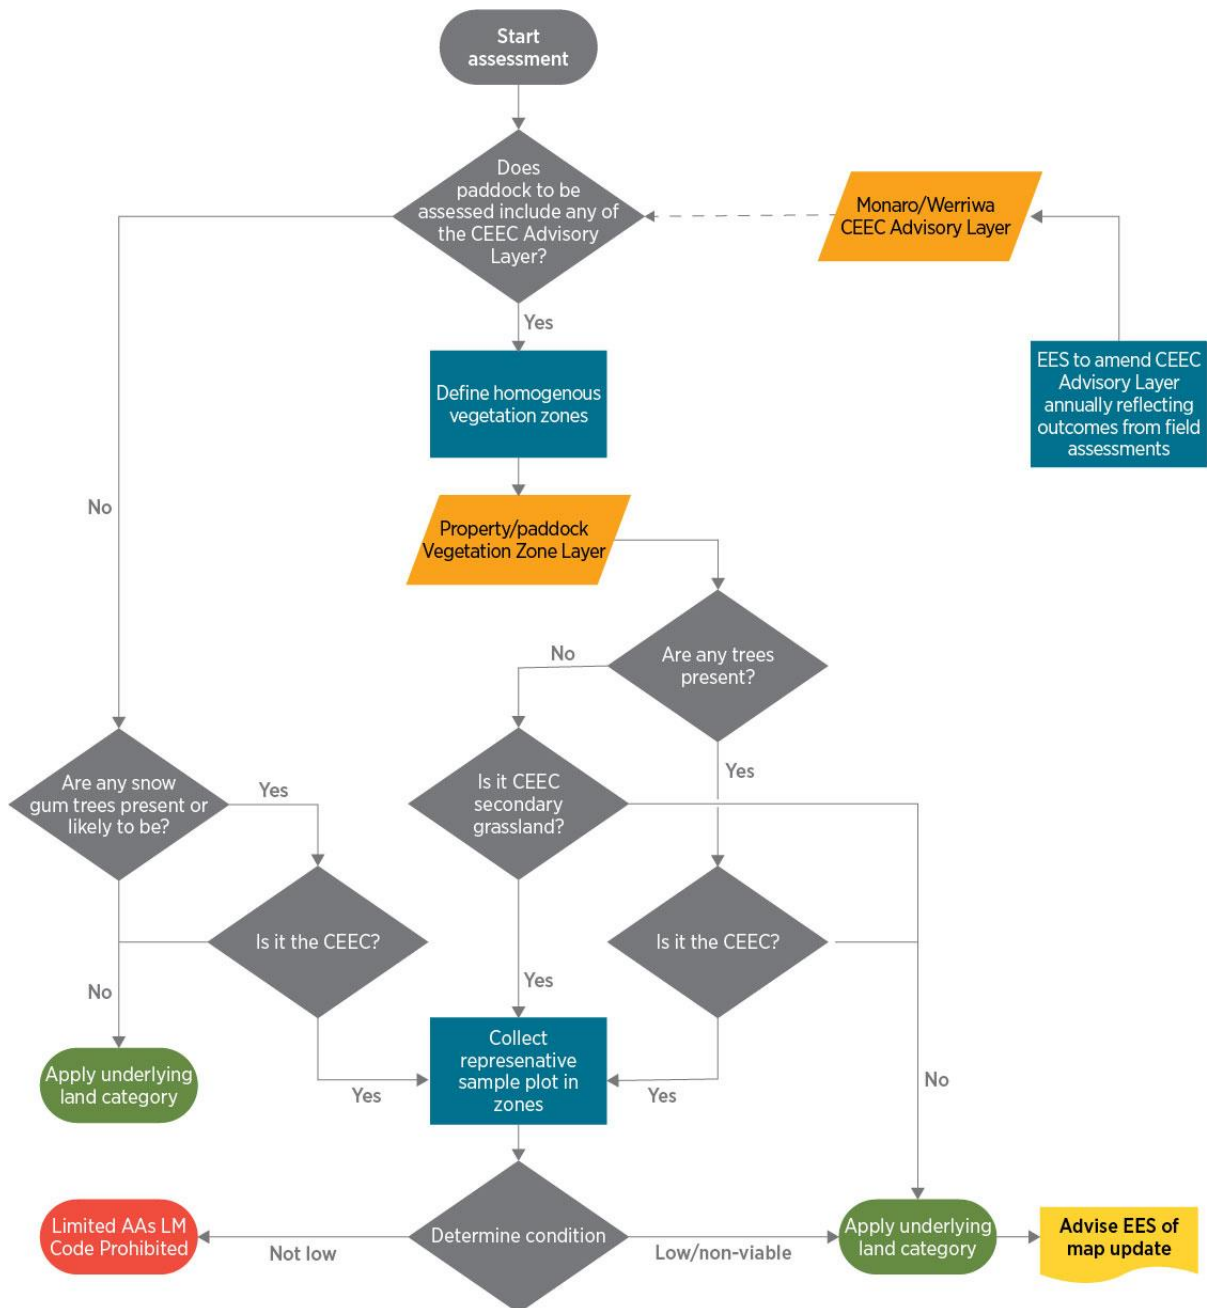 Start
assessment
Does
paddock to be
assessed include any of
the CEEC Advisory
Layer?
Monaro/Werriwa
CEEC Advisory Layer
Yes
EES to amend CEEC
Advisory Layer
annually reflecting
outcomes from field
assessments
Define homogenous
vegetation zones
No
Property/paddock
Vegetation Zone Layer
No
Are any trees
present?
Are any snow
gum trees present or
likely to be?
Yes
Is it CEEC
secondary
grassland?
Yes
Is it the CEEC?
Is it the CEEC?
No
Yes
Collect
represenative
sample plot in
zones
Apply underlying
land category
Yes
Yes
No
Limited AAs LM
Code Prohibited
Not low
Determine condition
Low/non-viable
Apply underlying
land category
Advise EES of
map update